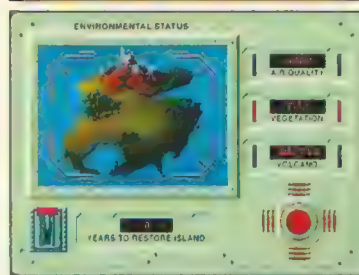 ENVIRONMENTAL STATUS
AIR QUALITY
VEGETATION
VOLCANO
YEARS TO RESTORE ISLAND